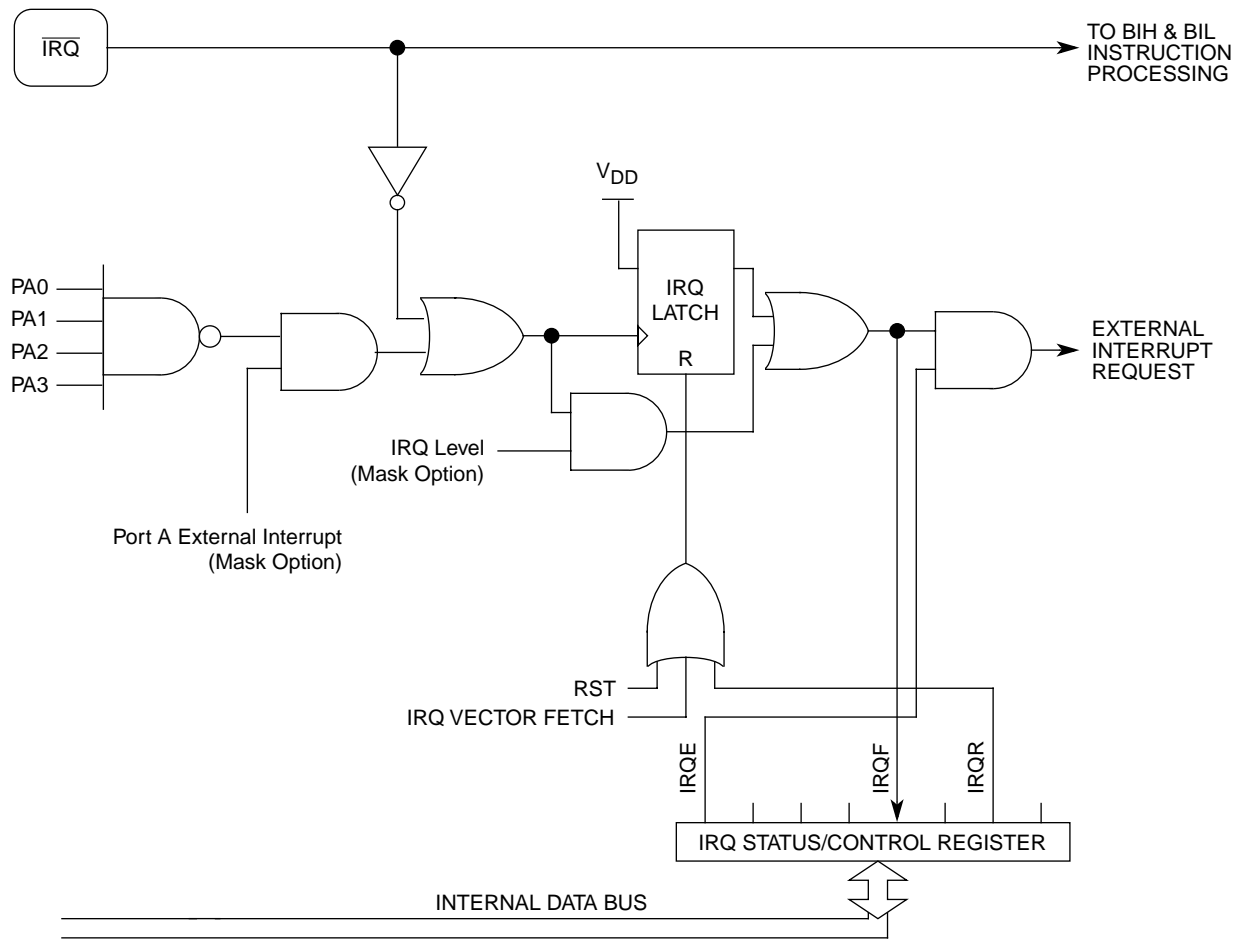 IRQ
TO BIH & BIL
INSTRUCTION
PROCESSING
VDD
PA0
PA1
PA2
PA3
IRQ
LATCH
R
EXTERNAL
INTERRUPT
REQUEST
IRQ Level
(Mask Option)
Port A External Interrupt
(Mask Option)
RST
IRQ VECTOR FETCH
IRQE
IRQF
IRQR
IRQ STATUS/CONTROL REGISTER
INTERNAL DATA BUS